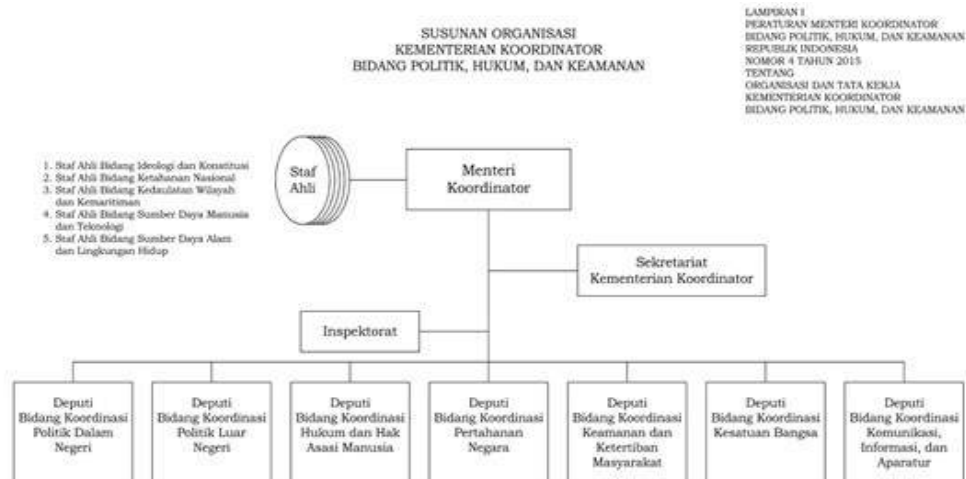 SUSUNAN ORGANISASI
KEMENTERIAN KOORDINATOR
BIDANG POLITIK, HUKUM, DAN KEAMANAN
LAMPIRAN I
PERATURAN MENTERI KOORDINATOR
BIDANG POLITIK, HUKUM, DAN KEAMANAN
REPUBLIK INDONESIA
NOMOR 4 TAHUN 2015
TENTANG
ORGANISASI DAN TATA KERJA
KEMENTERIAN KOORDINATOR
BIDANG POLITIK, HUKUM, DAN KEAMANAN
1. Staf Ahli Bidang Ideologi dan Konstitusi
2. Staf Ahli Bidang Ketahanan Nasional
3. Staf Ahli Bidang Kedaulatan Wilayah
dan Kemaritiman
4. Staf Ahli Bidang Sumber Daya Manusia
dan Teknologi
5. Staf Ahli Bidang Sumber Daya Alam
dan Lingkungan Hidup
Staf
Ahli
Menteri
Koordinator
Sekretariat
Kementerian Koordinator
Inspektorat
Deputi
Bidang Koordinasi
Politik Dalam
Negeri
Deputi
Bidang Koordinasi
Politik Luar
Negeri
Deputi
Bidang Koordinasi
Hukum dan Hak
Asasi Manusia
Deputi
Bidang Koordinasi
Pertahanan
Negara
Deputi
Bidang Koordinasi
Keamanan dan
Ketertiban
Masyarakat
Deputi
Bidang Koordinasi
Kesatuan Bangsa
Deputi
Bidang Koordinasi
Komunikasi,
Informasi, dan
Aparatur